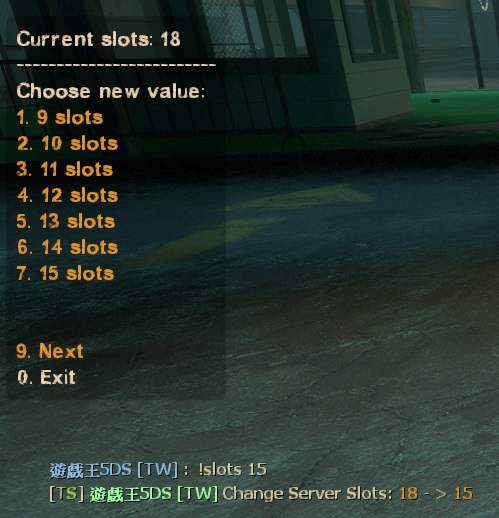 Current slots: 18
-------------------------
Choose new value:
1. 9 slots
2. 10 slots
3. 11 slots
4. 12 slots
5. 13 slots
6. 14 slots
7. 15 slots
9. Next
0. Exit
遊戲王5DS [TW] : !slots 15
[TS] 遊戲王5DS [TW] Change Server Slots: 18 - > 15